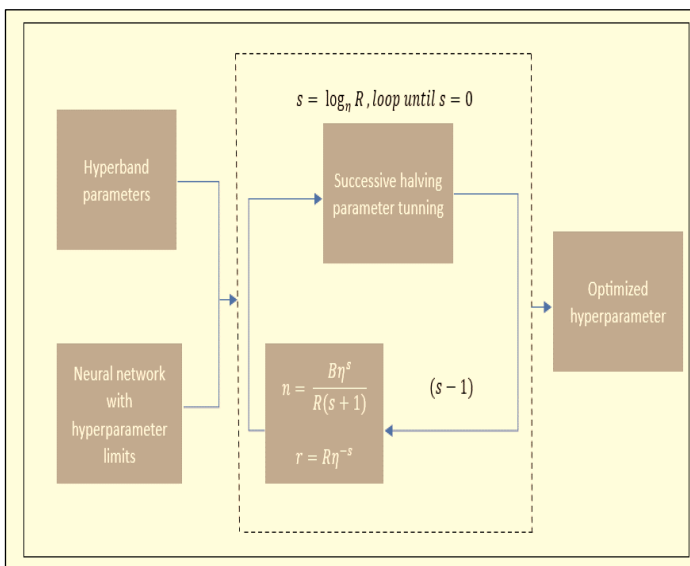 s = log_η R , loop until s = 0
Hyperband
parameters
Successive halving
parameter tunning
Optimized
hyperparameter
Neural network
with
hyperparameter
limits
n = Bη^s / R(s + 1)
(s − 1)
r = Rη^−s